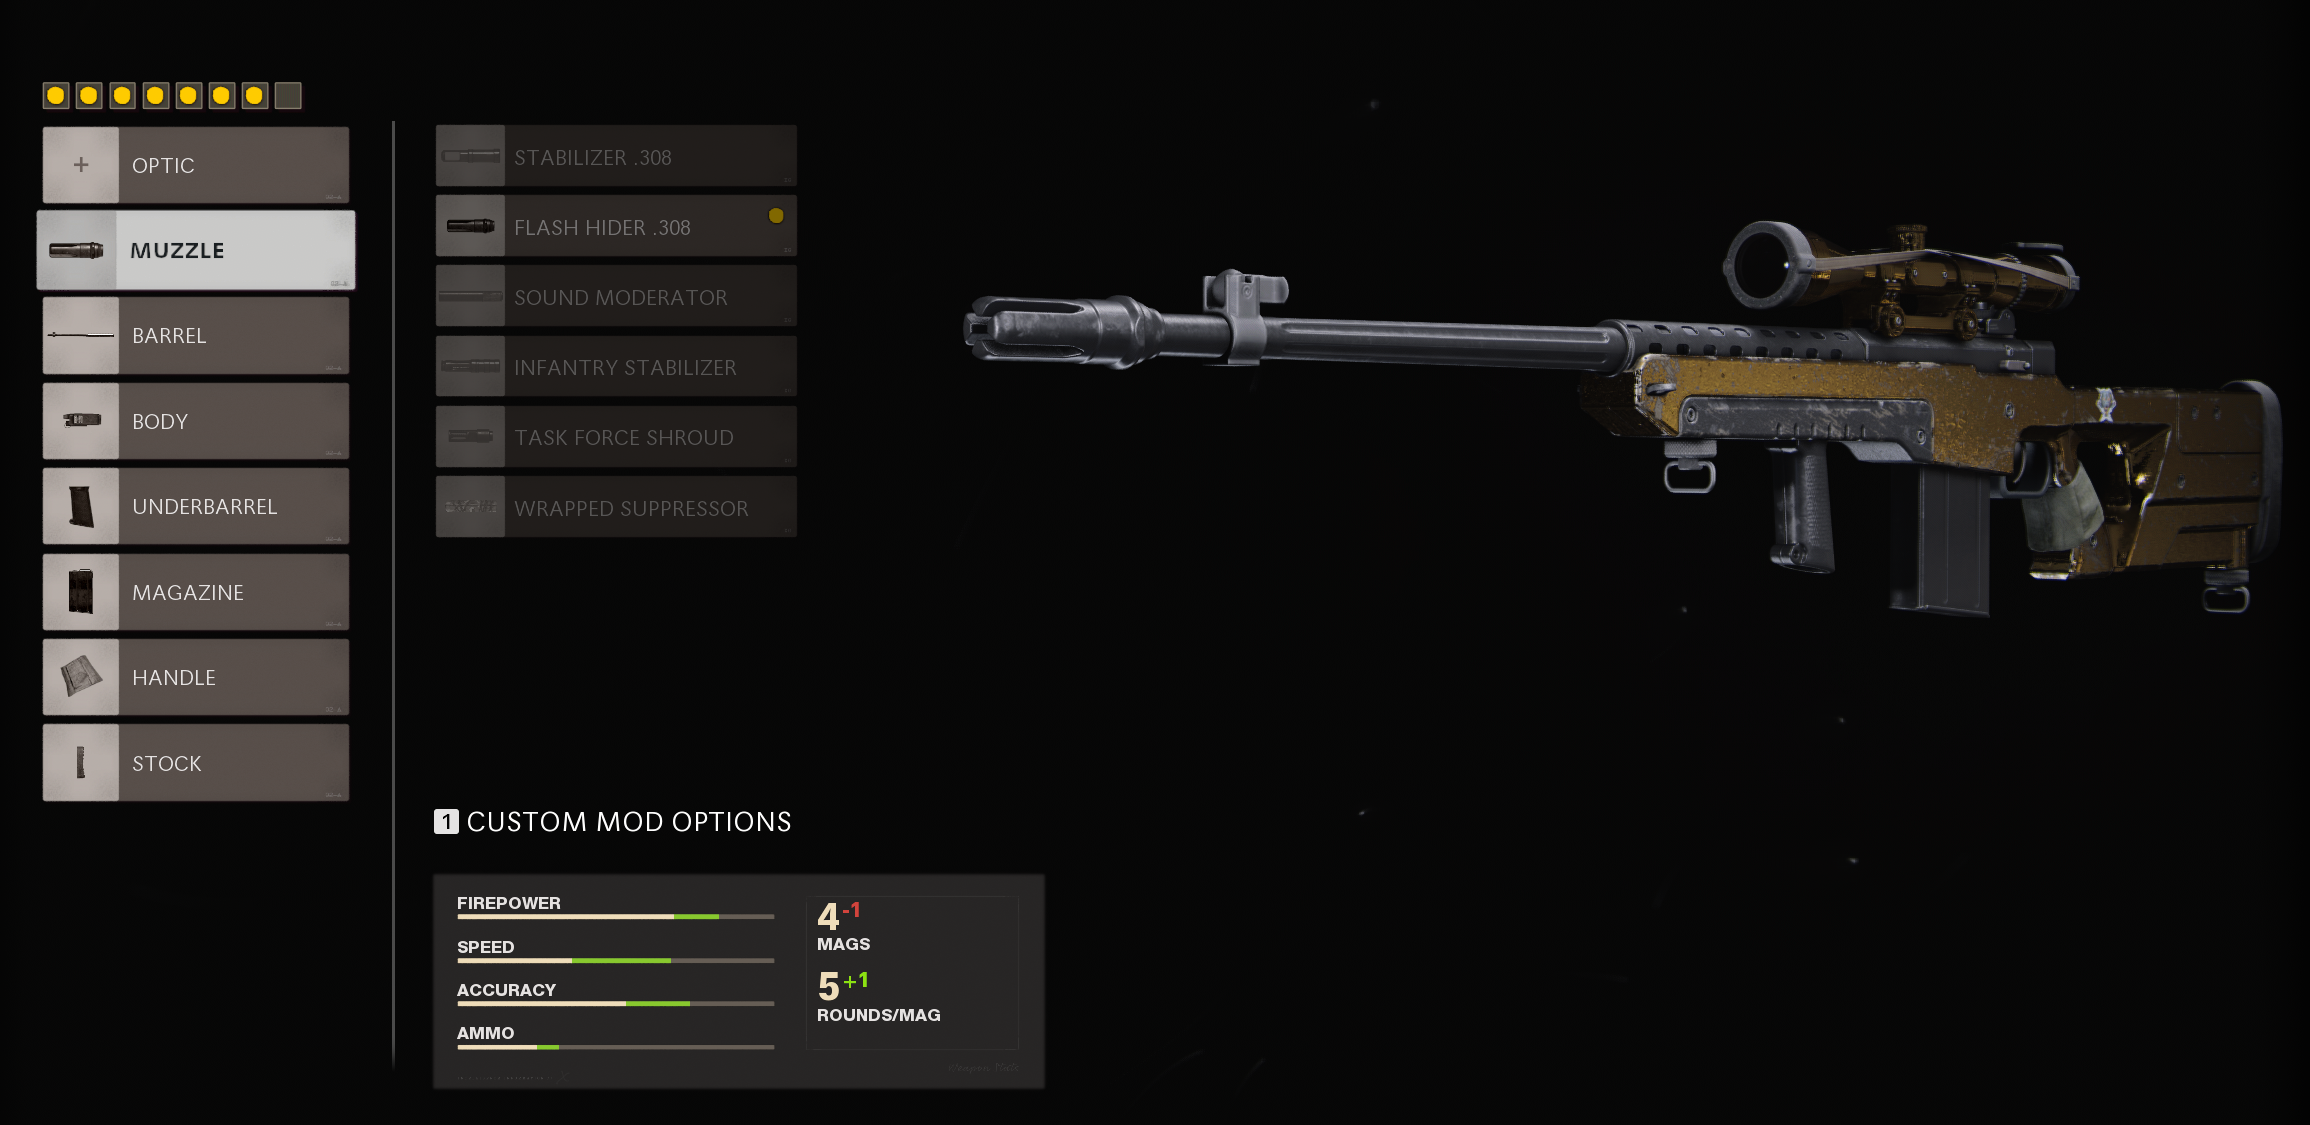 OPTIC
MUZZLE
BARREL
BODY
UNDERBARREL
MAGAZINE
HANDLE
STOCK
STABILIZER .308
FLASH HIDER .308
SOUND MODERATOR
INFANTRY STABILIZER
TASK FORCE SHROUD
WRAPPED SUPPRESSOR
1 CUSTOM MOD OPTIONS
FIREPOWER
SPEED
ACCURACY
AMMO
4 -1
MAGS
5 +1
ROUNDS/MAG